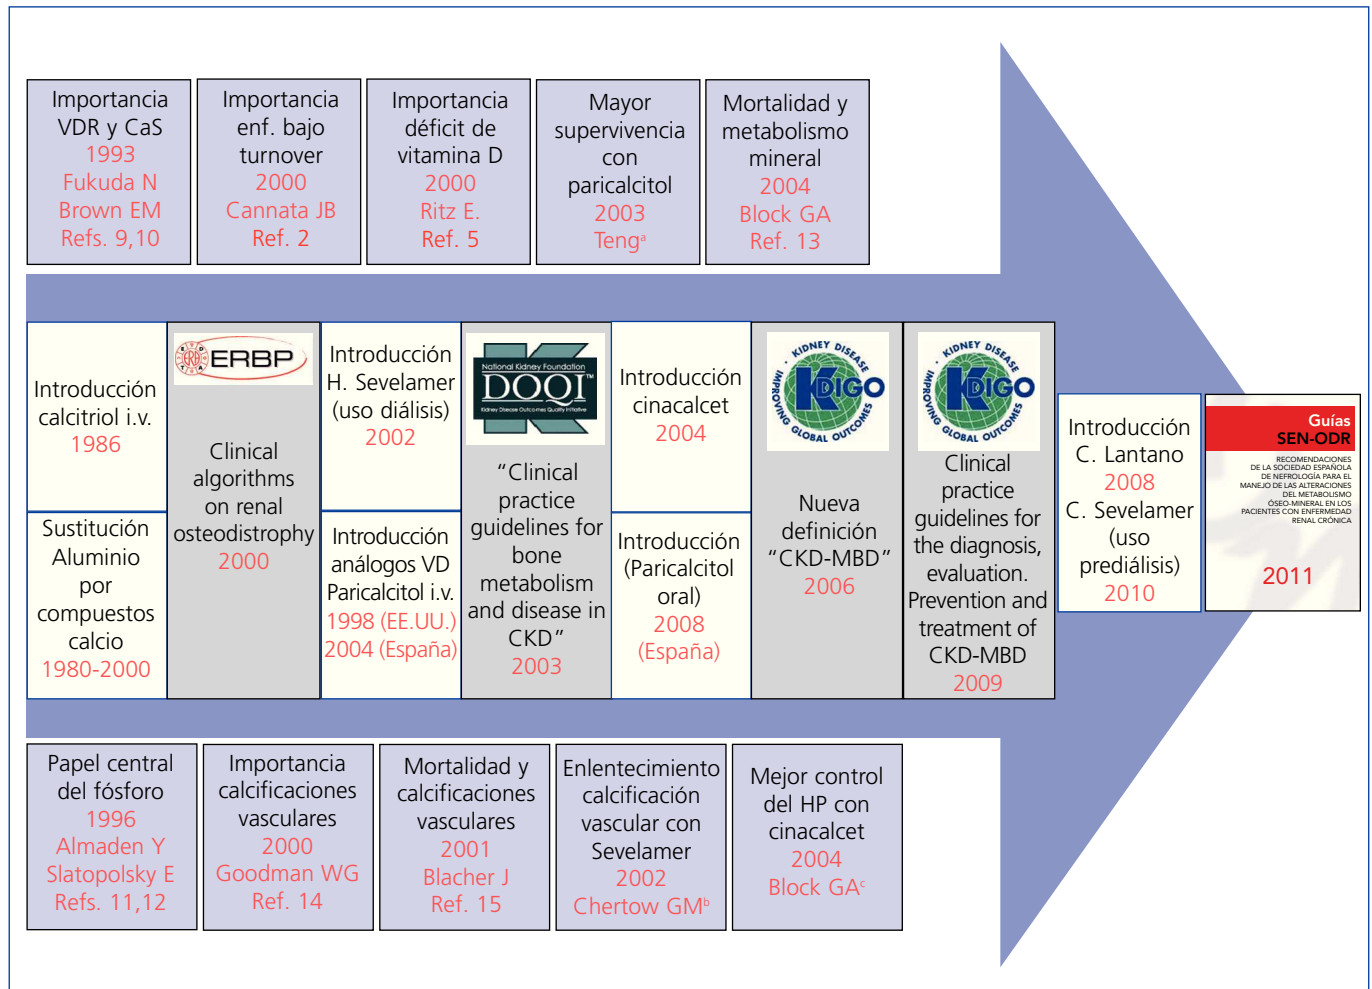 Importancia
VDR y CaS
1993
Fukuda N
Brown EM
Refs. 9,10
Importancia
enf. bajo
turnover
2000
Cannata JB
Ref. 2
Importancia
déficit de
vitamina D
2000
Ritz E.
Ref. 5
Mayor
supervivencia
con
paricalcitol
2003
Tengª
Mortalidad y
metabolismo
mineral
2004
Block GA
Ref. 13
Introducción
calcitriol i.v.
1986
Sustitución
Aluminio
por
compuestos
calcio
1980-2000
ERBP
Clinical
algorithms
on renal
osteodistrophy
2000
Introducción
H. Sevelamer
(uso diálisis)
2002
Introducción
análogos VD
Paricalcitol i.v.
1998 (EE.UU.)
2004 (España)
National Kidney Foundation
K
DOQI™
Kidney Disease Outcomes Quality Initiative
"Clinical
practice
guidelines for
bone
metabolism
and disease in
CKD"
2003
Introducción
cinacalcet
2004
Introducción
(Paricalcitol
oral)
2008
(España)
KIDNEY DISEASE
KDIGO
IMPROVING GLOBAL OUTCOMES
Nueva
definición
"CKD-MBD"
2006
KIDNEY DISEASE
KDIGO
IMPROVING GLOBAL OUTCOMES
Clinical
practice
guidelines for
the diagnosis,
evaluation.
Prevention and
treatment of
CKD-MBD
2009
Introducción
C. Lantano
2008
C. Sevelamer
(uso
prediálisis)
2010
Guías
SEN-ODR
RECOMENDACIONES
DE LA SOCIEDAD ESPAÑOLA
DE NEFROLOGÍA PARA EL
MANEJO DE LAS ALTERACIONES
DEL METABOLISMO
ÓSEO-MINERAL EN LOS
PACIENTES CON ENFERMEDAD
RENAL CRÓNICA
2011
Papel central
del fósforo
1996
Almaden Y
Slatopolsky E
Refs. 11,12
Importancia
calcificaciones
vasculares
2000
Goodman WG
Ref. 14
Mortalidad y
calcificaciones
vasculares
2001
Blacher J
Ref. 15
Enlentecimiento
calcificación
vascular con
Sevelamer
2002
Chertow GMᵇ
Mejor control
del HP con
cinacalcet
2004
Block GAᶜ